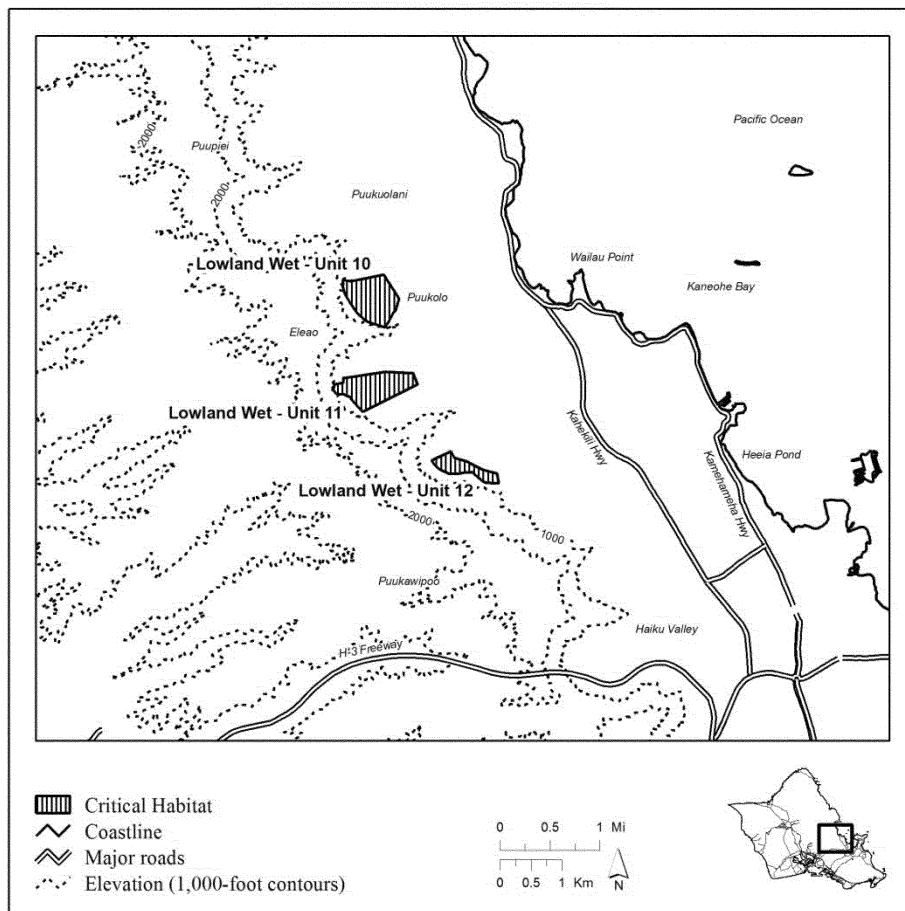 Pacific Ocean
2000
Puupiei
2000
Puukuolani
Wailau Point
Lowland Wet - Unit 10
Kaneohe Bay
Puukolo
Eleao
Lowland Wet - Unit 11
Kahekili Hwy
Kamehameha Hwy
Heeia Pond
Lowland Wet - Unit 12
2000
1000
Puukawipoo
Haiku Valley
H-3 Freeway
Critical Habitat
Coastline
Major roads
Elevation (1,000-foot contours)
0 0.5 1 Mi
0 0.5 1 Km
N